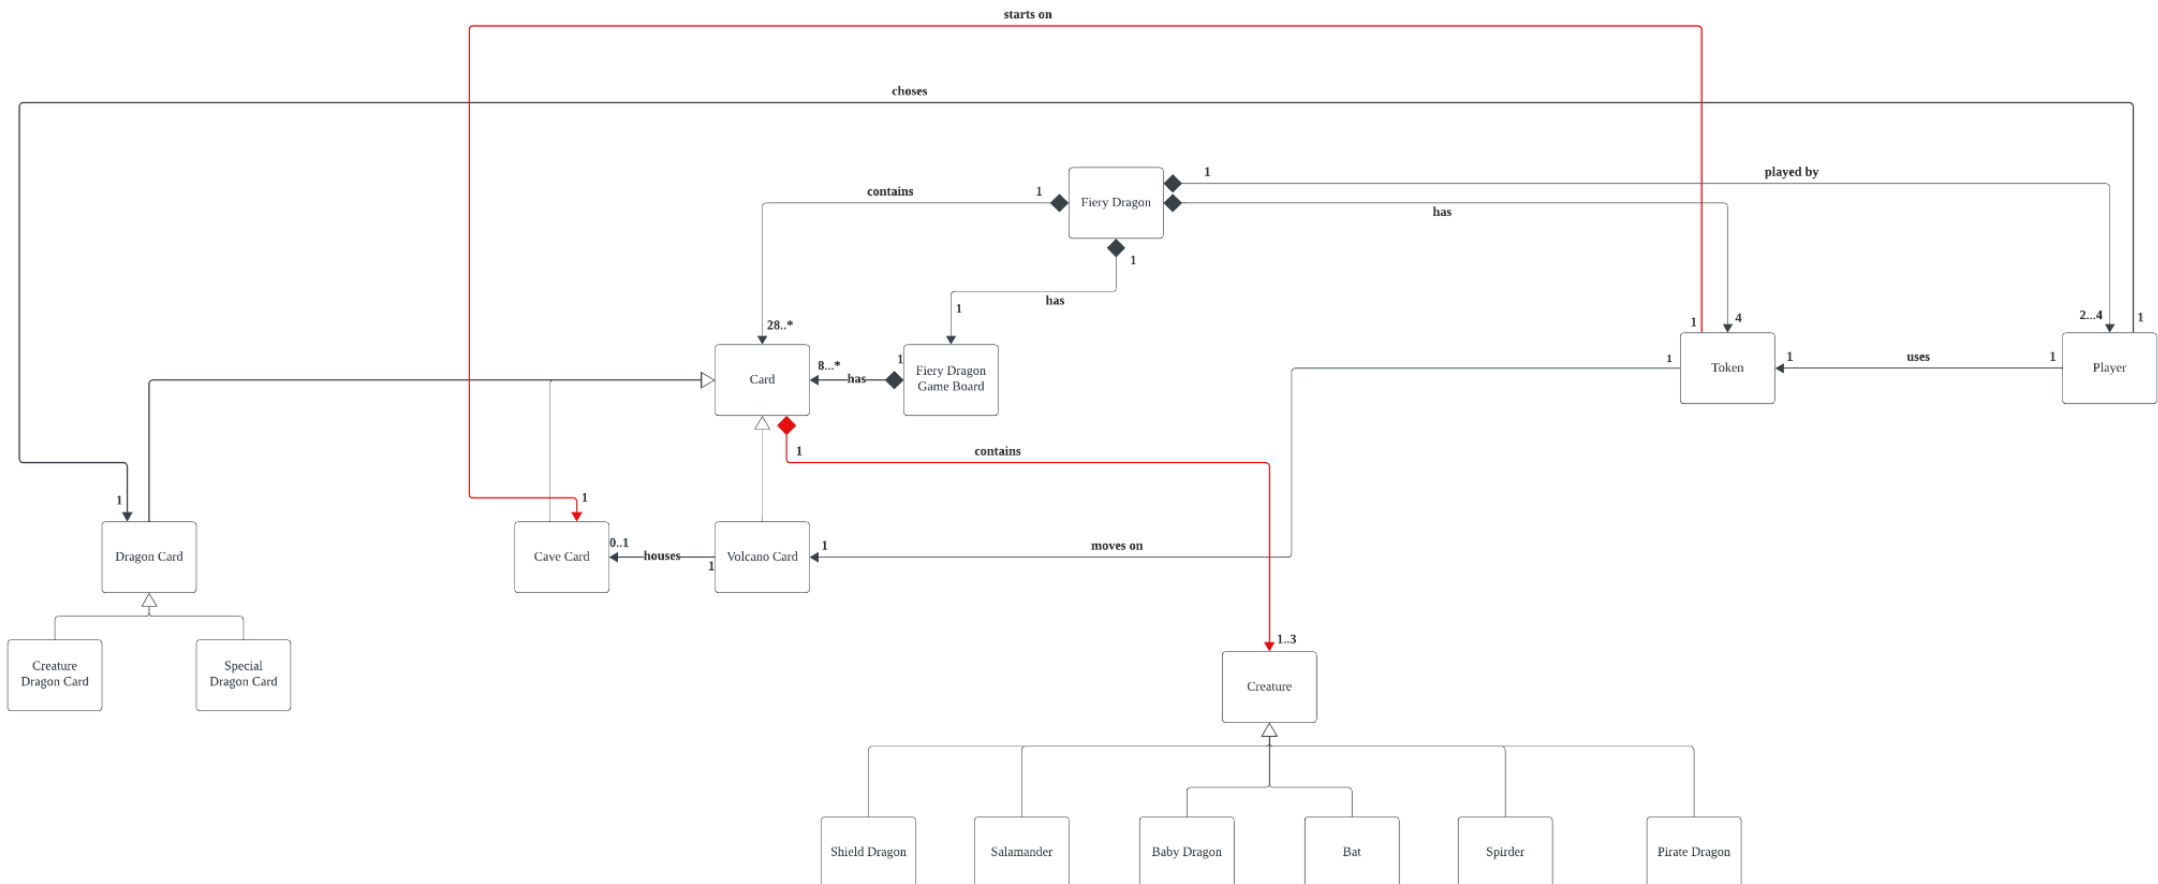 starts on
choses
1
played by
contains
1
Fiery Dragon
has
1
has
1
28..*
1
4
2...4
1
8...*
1
has
Card
Fiery Dragon
Game Board
1
Token
1
uses
1
Player
1
contains
1
1
Dragon Card
Cave Card
0..1
houses
1
Volcano Card
1
moves on
1..3
Creature
Dragon Card
Special
Dragon Card
Creature
Shield Dragon
Salamander
Baby Dragon
Bat
Spirder
Pirate Dragon